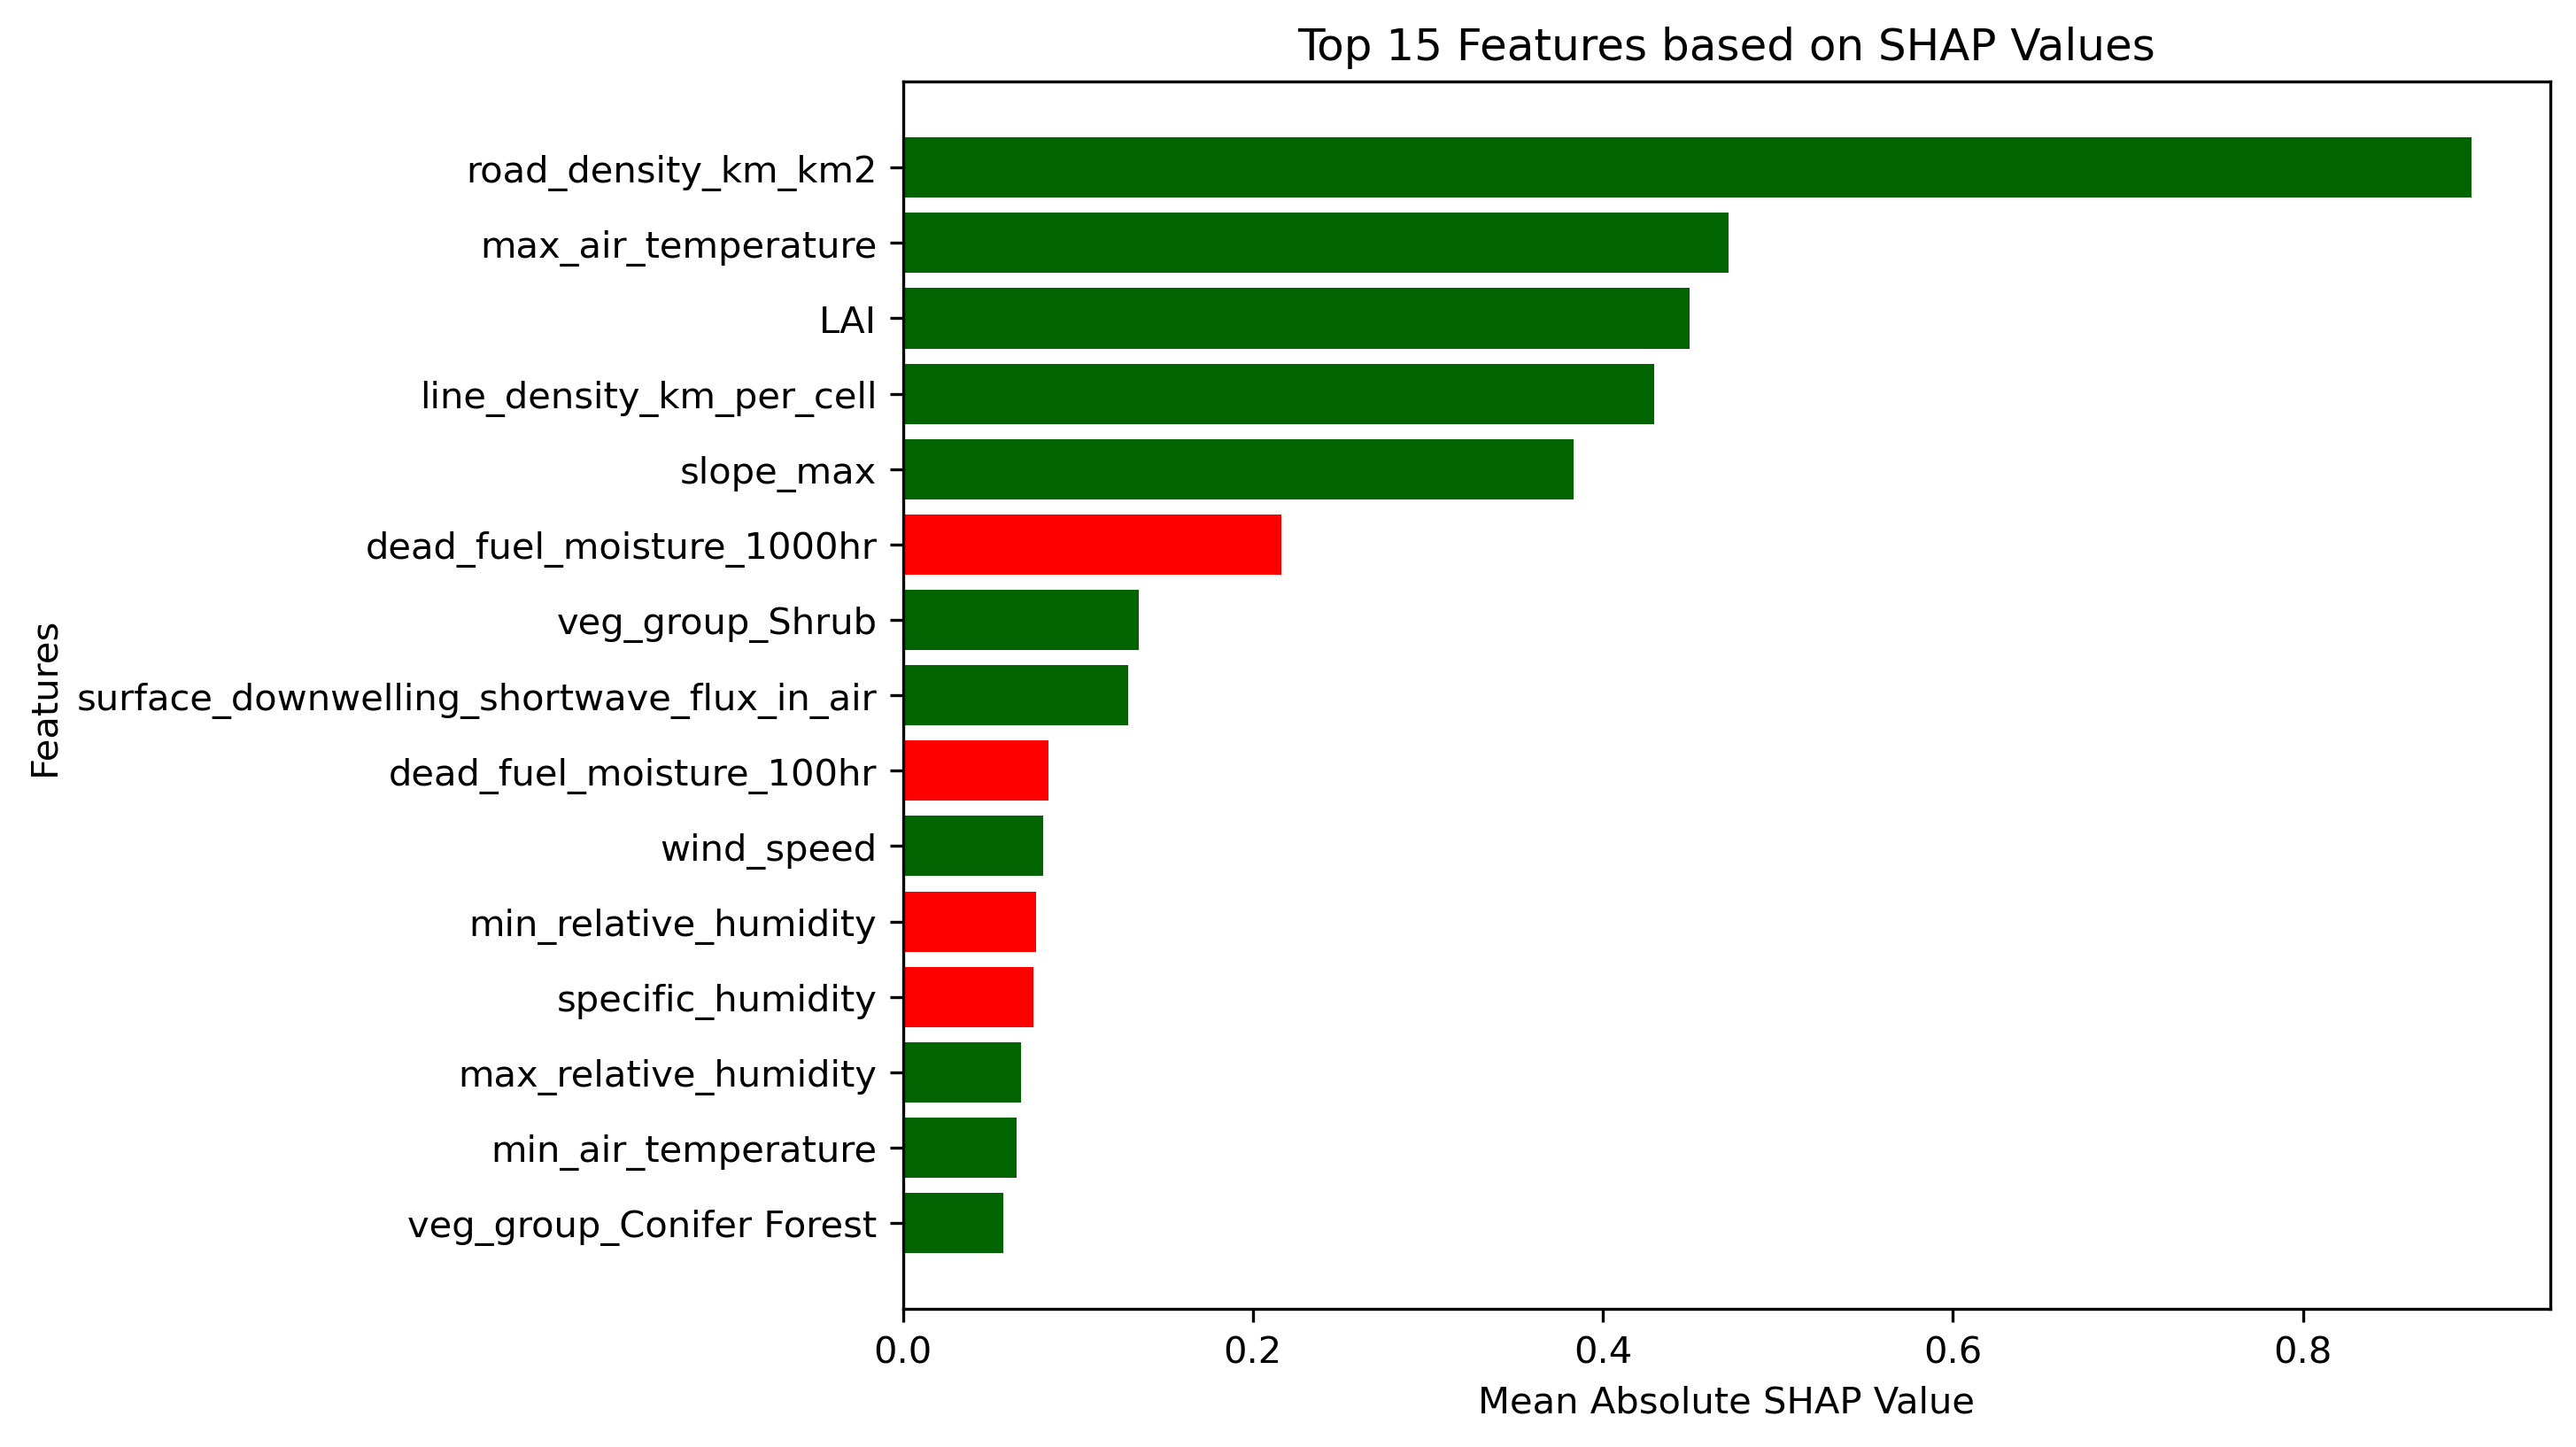 Top 15 Features based on SHAP Values
Features
road_density_km_km2
max_air_temperature
LAI
line_density_km_per_cell
slope_max
dead_fuel_moisture_1000hr
veg_group_Shrub
surface_downwelling_shortwave_flux_in_air
dead_fuel_moisture_100hr
wind_speed
min_relative_humidity
specific_humidity
max_relative_humidity
min_air_temperature
veg_group_Conifer Forest
0.0 0.2 0.4 0.6 0.8
Mean Absolute SHAP Value